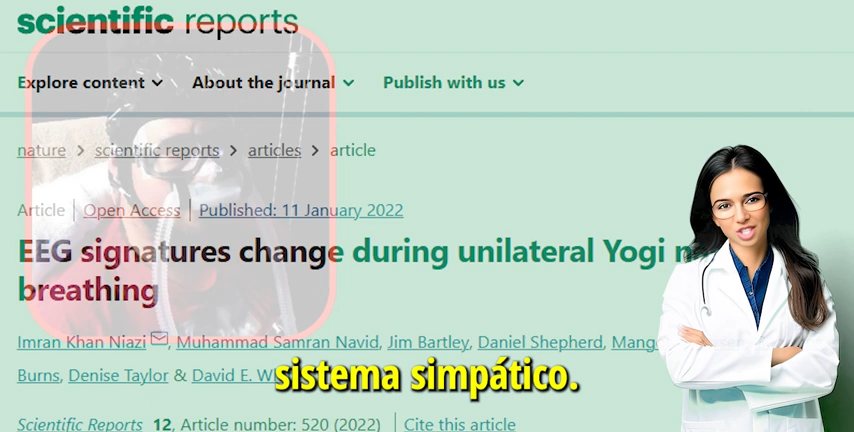 scientific reports
Explore content About the journal Publish with us
nature > scientific reports > articles > article
Article | Open Access | Published: 11 January 2022
EEG signatures change during unilateral Yogi
breathing
Imran Khan Niazi, Muhammad Samran Navid, Jim Bartley, Daniel Shepherd,
Burns, Denise Taylor & David E.
sistema simpático.
Scientific Reports 12, Article number: 520 (2022) | Cite this article